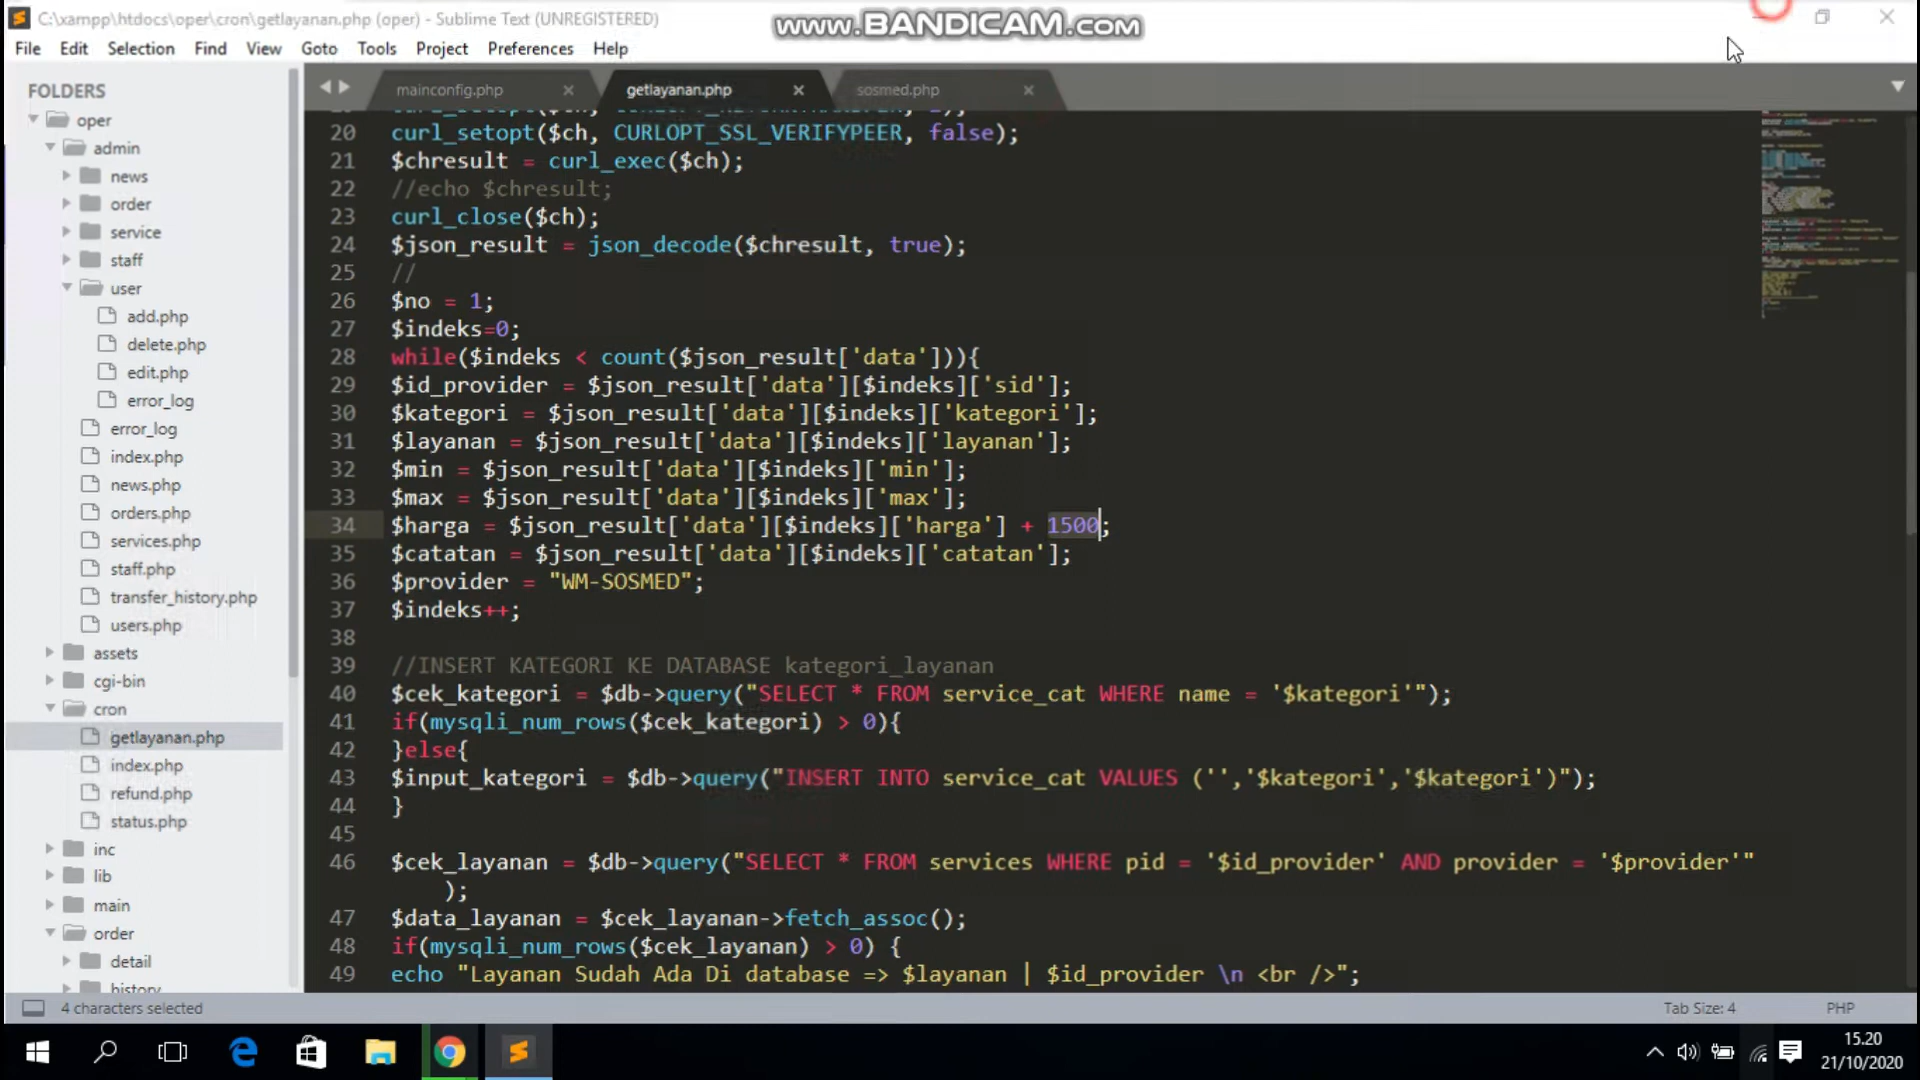 C:\xampp\htdocs\oper\cron\getlayanan.php (oper) - Sublime Text (UNREGISTERED)
www.BANDICAM.com
File Edit Selection Find View Goto Tools Project Preferences Help
FOLDERS
oper
admin
news
order
service
staff
user
add.php
delete.php
edit.php
error_log
error_log
index.php
news.php
orders.php
services.php
staff.php
transfer_history.php
users.php
assets
cgi-bin
cron
getlayanan.php
index.php
refund.php
status.php
inc
lib
main
order
detail
history
mainconfig.php
getlayanan.php
sosmed.php
20 curl_setopt($ch, CURLOPT_SSL_VERIFYPEER, false);
21 $chresult = curl_exec($ch);
22 //echo $chresult;
23 curl_close($ch);
24 $json_result = json_decode($chresult, true);
25 //
26 $no = 1;
27 $indeks=0;
28 while($indeks < count($json_result['data'])){
29 $id_provider = $json_result['data'][$indeks]['sid'];
30 $kategori = $json_result['data'][$indeks]['kategori'];
31 $layanan = $json_result['data'][$indeks]['layanan'];
32 $min = $json_result['data'][$indeks]['min'];
33 $max = $json_result['data'][$indeks]['max'];
34 $harga = $json_result['data'][$indeks]['harga'] + 1500;
35 $catatan = $json_result['data'][$indeks]['catatan'];
36 $provider = "WM-SOSMED";
37 $indeks++;
38
39 //INSERT KATEGORI KE DATABASE kategori_layanan
40 $cek_kategori = $db->query("SELECT * FROM service_cat WHERE name = '$kategori'");
41 if(mysqli_num_rows($cek_kategori) > 0){
42 }else{
43 $input_kategori = $db->query("INSERT INTO service_cat VALUES ('','$kategori','$kategori')");
44 }
45
46 $cek_layanan = $db->query("SELECT * FROM services WHERE pid = '$id_provider' AND provider = '$provider'"
);
47 $data_layanan = $cek_layanan->fetch_assoc();
48 if(mysqli_num_rows($cek_layanan) > 0) {
49 echo "Layanan Sudah Ada Di database => $layanan | $id_provider \n <br />";
4 characters selected
Tab Size: 4
PHP
15.20
21/10/2020